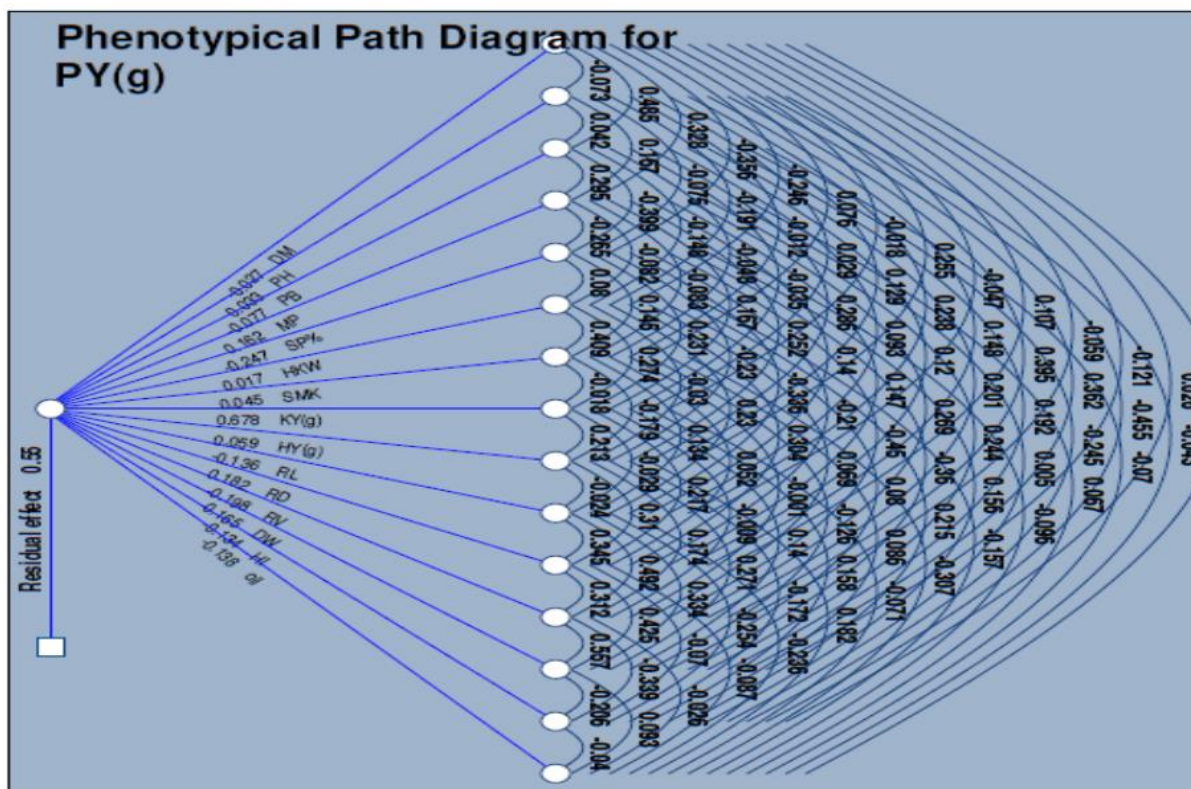 Phenotypical Path Diagram for
PY(g)
DM
PH
0.077 PB
0.162 MP
-0.247 SP%
0.017 HKW
0.045 SMK
0.678 KY(g)
0.059 HY(g)
-0.136 RL
0.182 RD
-0.198 RV
0.165 DW
HI
-0.136 oil
Residual effect 0.55
-0.073 0.042 0.295 -0.265 0.08 0.409 -0.018 0.213 -0.024 0.345 0.312 0.557 -0.206 -0.04
0.485 0.167 -0.399 -0.082 0.146 0.274 -0.179 -0.029 0.31 0.492 0.425 -0.339 0.093
0.328 -0.075 -0.148 -0.083 0.231 -0.03 0.134 0.217 0.174 0.334 -0.07 -0.026
-0.356 -0.191 -0.048 0.167 -0.23 0.23 0.052 -0.009 0.271 -0.254 -0.087
-0.246 -0.012 -0.035 0.252 -0.336 0.304 -0.001 0.14 -0.172 -0.236
0.076 0.029 0.286 0.14 -0.21 0.069 -0.126 0.158 0.182
-0.018 0.129 0.093 0.147 -0.45 0.08 0.086 -0.071
0.255 0.238 0.12 0.269 -0.36 0.215 -0.307
-0.047 0.148 0.201 0.244 0.156 -0.157
0.107 0.395 0.192 0.005 -0.096
-0.059 0.362 -0.245 0.067
-0.121 -0.455 -0.07